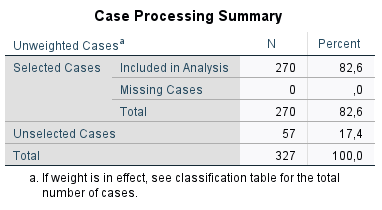 Case Processing Summary
Unweighted Casesa N Percent
Selected Cases Included in Analysis 270 82,6
Missing Cases 0 ,0
Total 270 82,6
Unselected Cases 57 17,4
Total 327 100,0
a. If weight is in effect, see classification table for the total
number of cases.